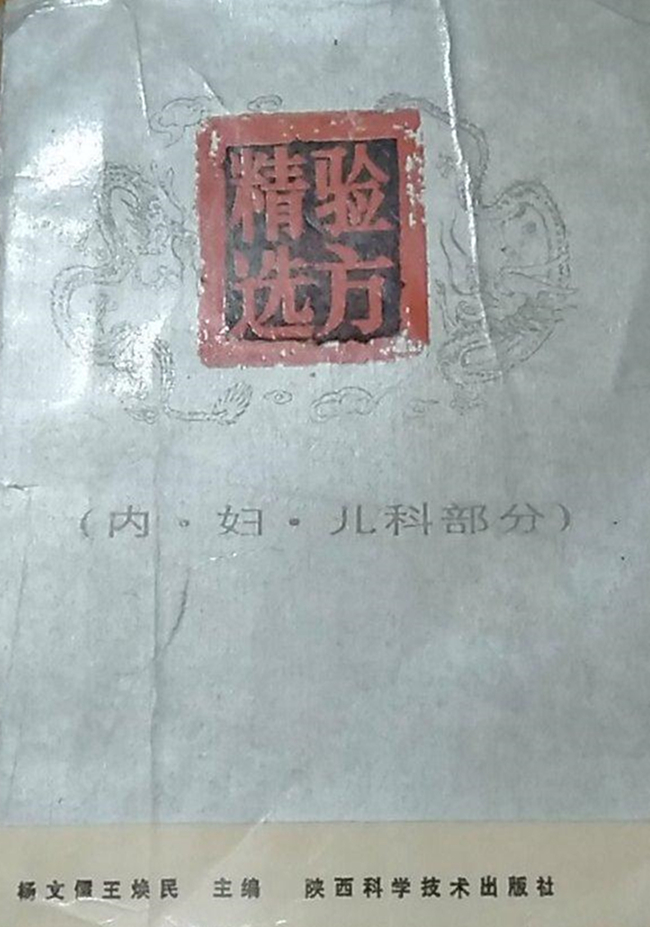 验方
精选
（内·妇·儿科部分）
杨文 王焕民 主编 陕西科学技术出版社